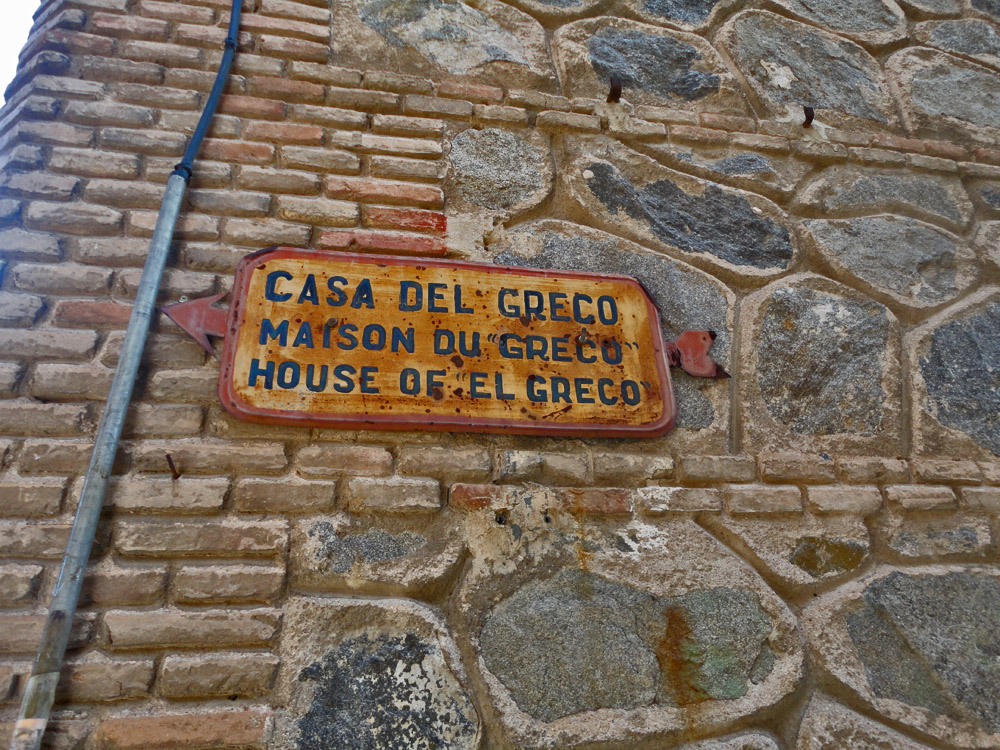 CASA DEL GRECO
MAISON DU "GRECO"
HOUSE OF "EL GRECO"